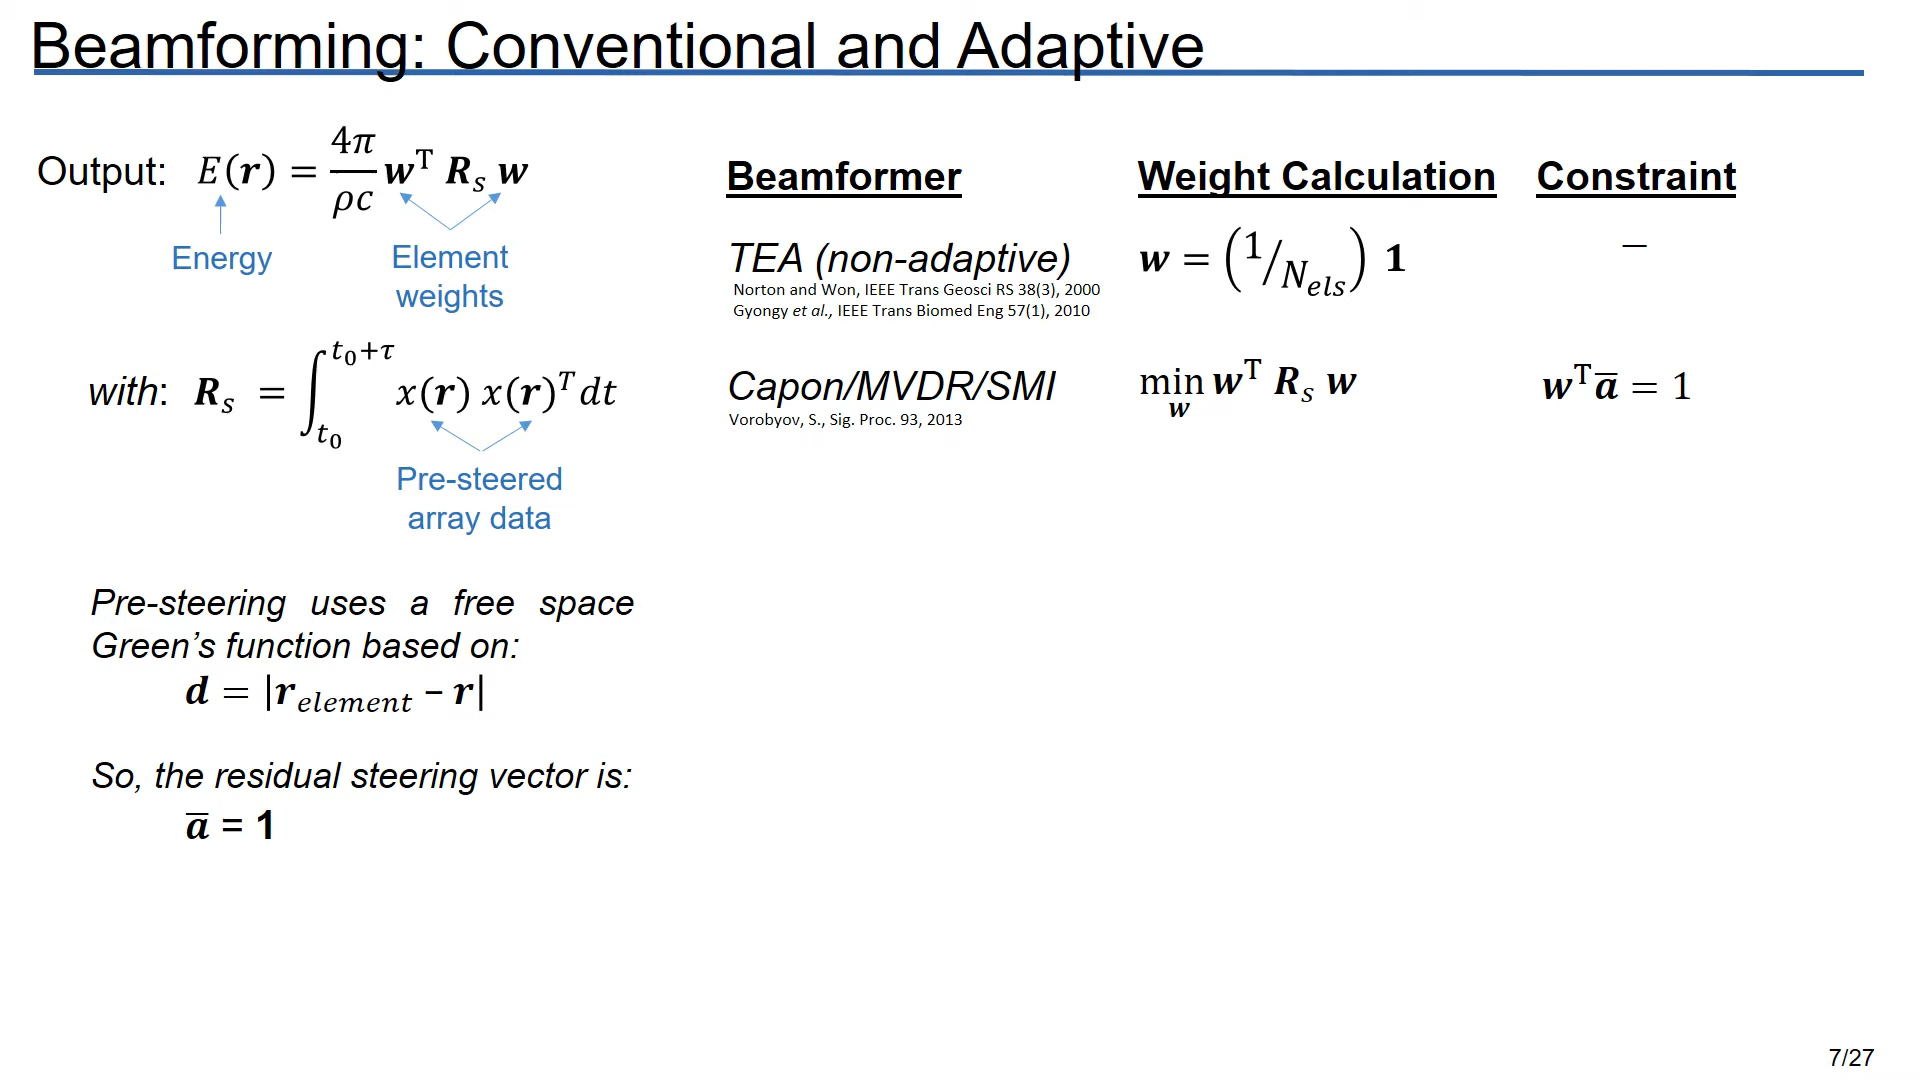 Beamforming: Conventional and Adaptive
Output: E(r) = 4π/ρc wᵀ Rₛ w
Energy
Element
weights
with: Rₛ = ∫_{t₀}^{t₀+τ} x(r) x(r)ᵀ dt
Pre-steered
array data
Pre-steering uses a free space
Green's function based on:
d = |r_element – r|
So, the residual steering vector is:
a̅ = 1
Beamformer Weight Calculation Constraint
TEA (non-adaptive) w = (1/N_els) 1 –
Norton and Won, IEEE Trans Geosci RS 38(3), 2000
Gyongy et al., IEEE Trans Biomed Eng 57(1), 2010
Capon/MVDR/SMI min_w wᵀ Rₛ w wᵀa̅ = 1
Vorobyov, S., Sig. Proc. 93, 2013
7/27